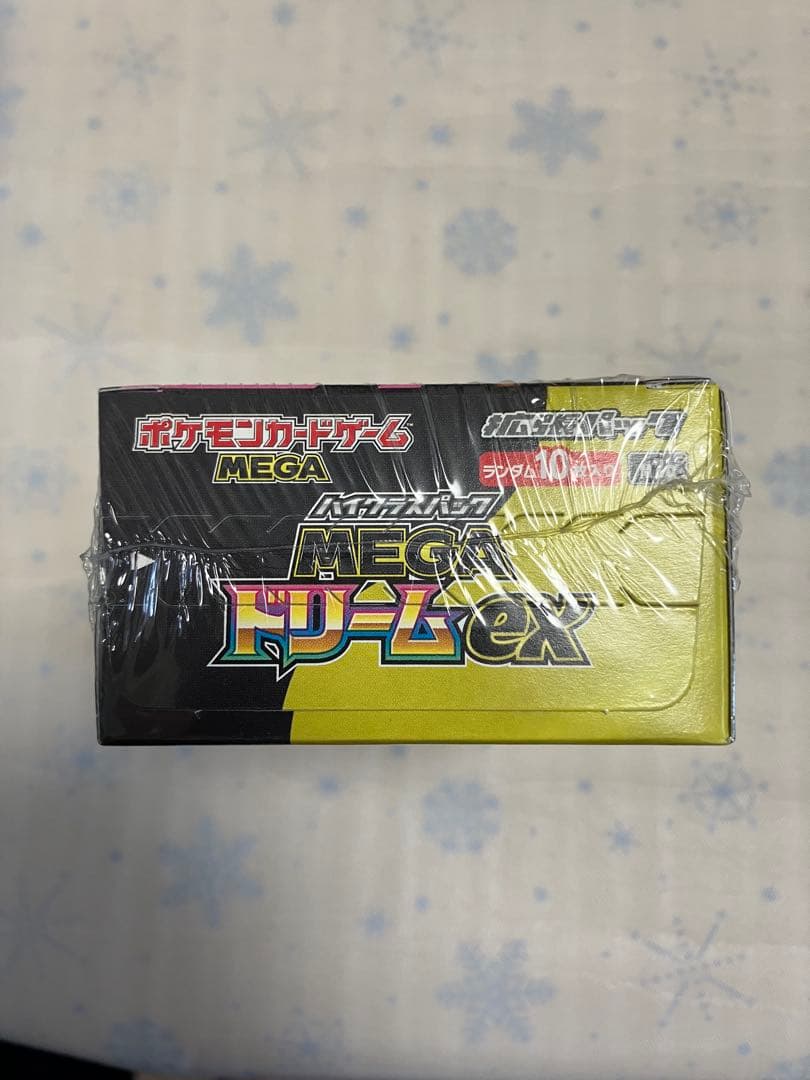 ポケモンカードゲーム™
MEGA
拡張パック
ランダム10枚入り
ハイクラスパック
MEGA
ドリームex